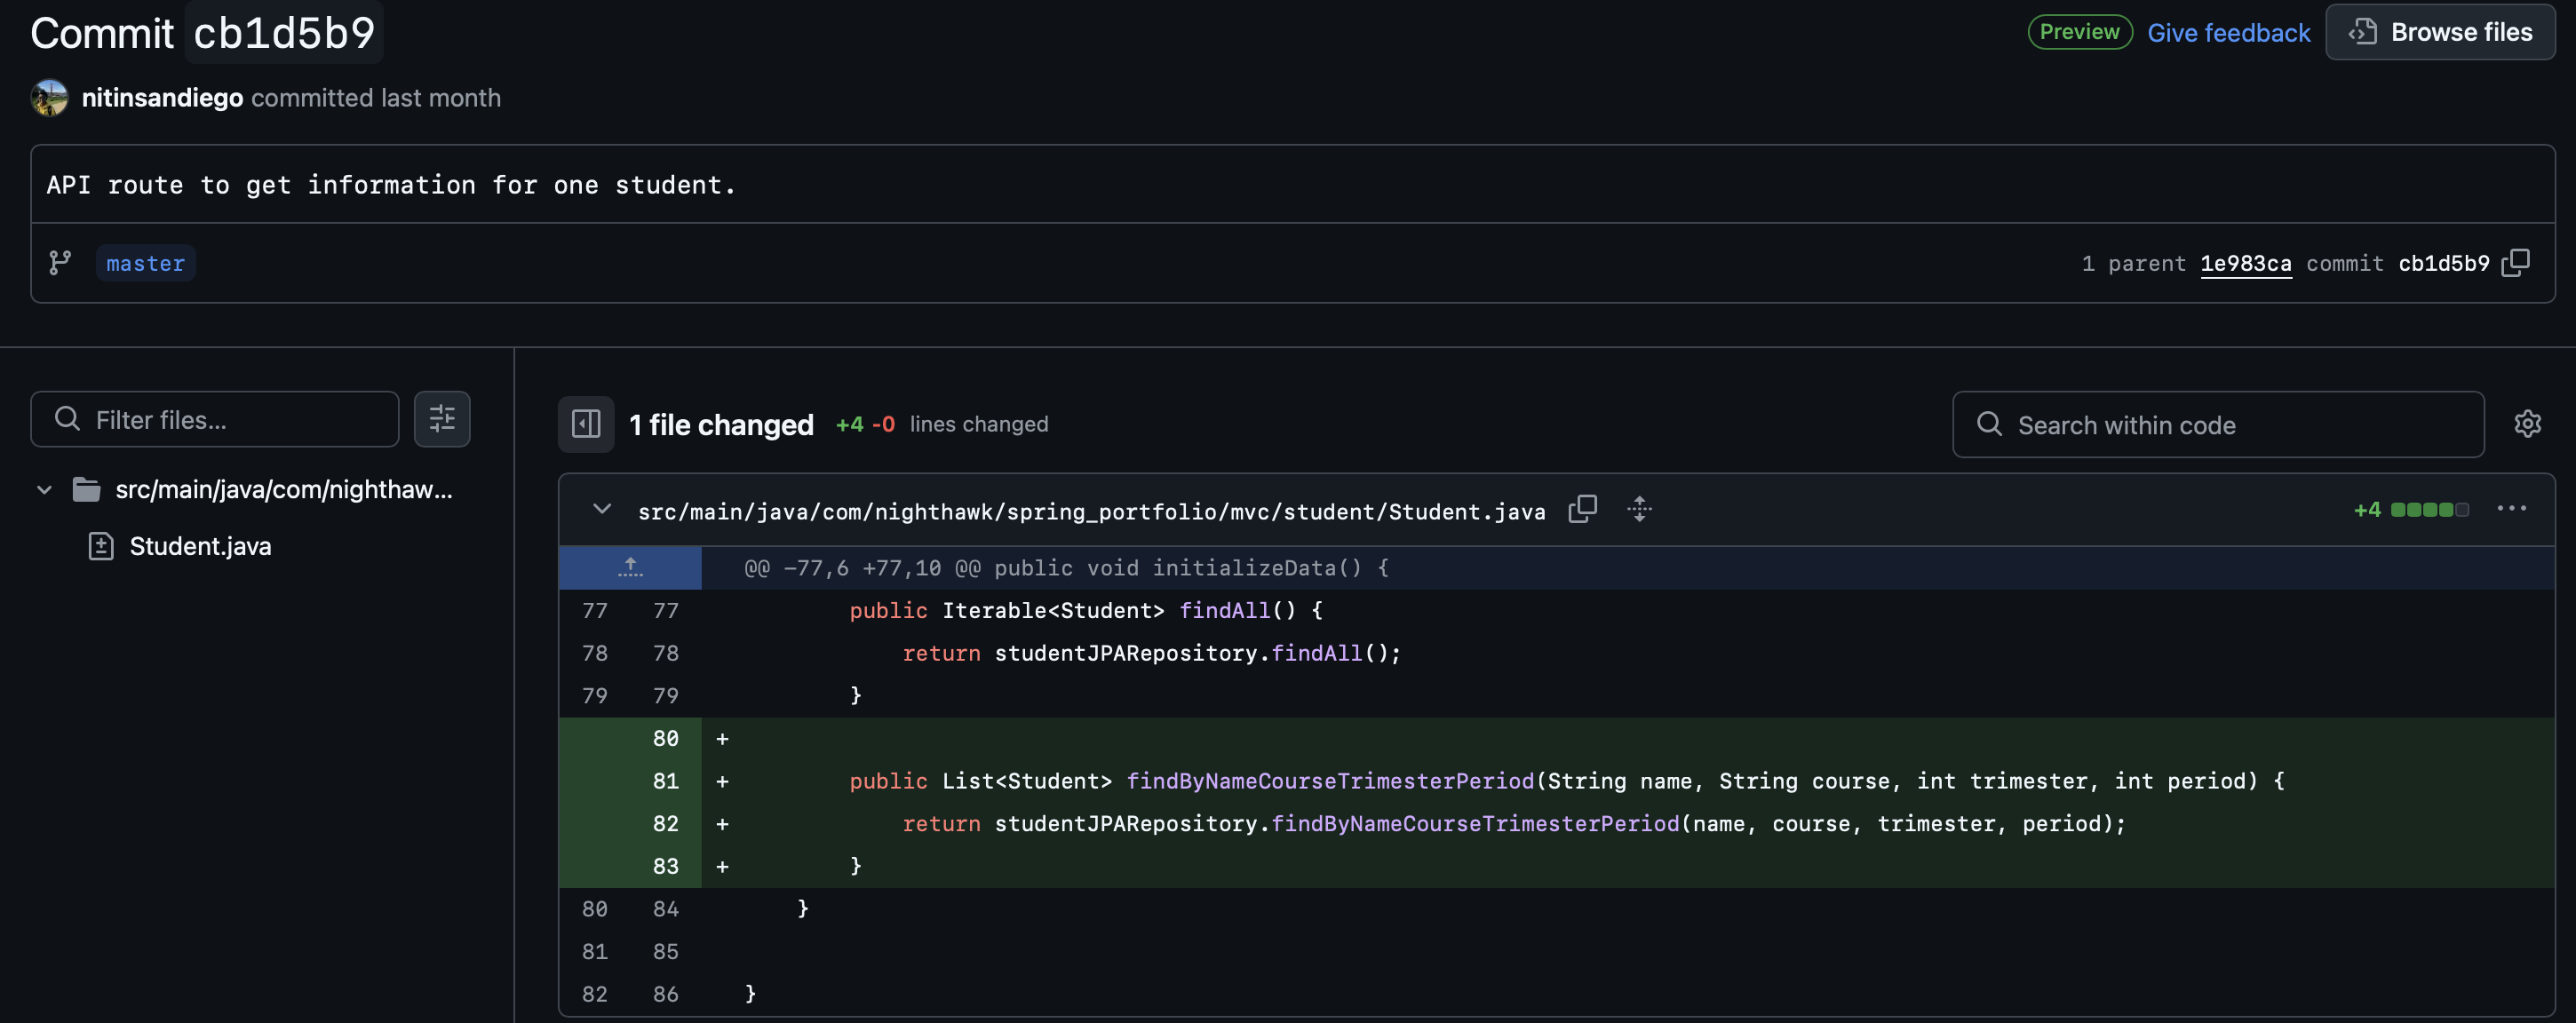 Commit cb1d5b9
Preview Give feedback Browse files
nitinsandiego committed last month
API route to get information for one student.
master
1 parent 1e983ca commit cb1d5b9
Filter files...
src/main/java/com/nighthaw...
Student.java
1 file changed +4 -0 lines changed
Search within code
src/main/java/com/nighthawk/spring_portfolio/mvc/student/Student.java
+4
@@ -77,6 +77,10 @@ public void initializeData() {
77 77 public Iterable<Student> findAll() {
78 78 return studentJPARepository.findAll();
79 79 }
80 +
81 + public List<Student> findByNameCourseTrimesterPeriod(String name, String course, int trimester, int period) {
82 + return studentJPARepository.findByNameCourseTrimesterPeriod(name, course, trimester, period);
83 + }
80 84 }
81 85
82 86 }